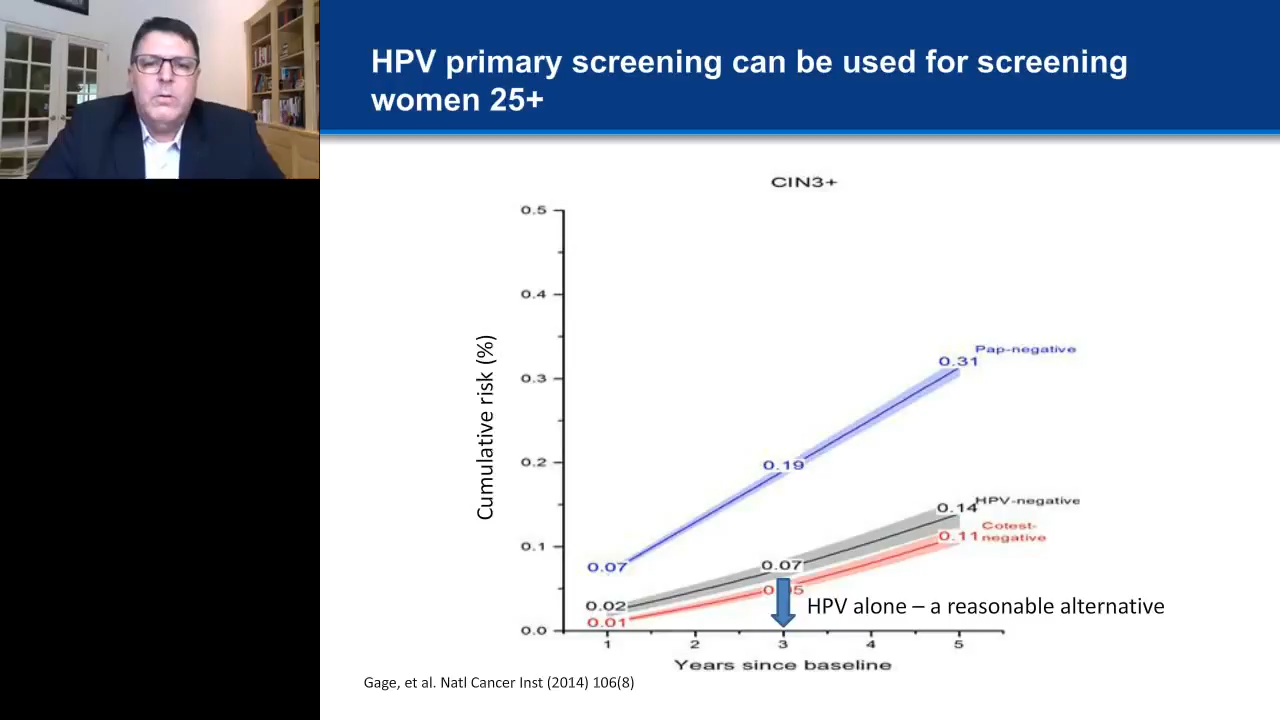 HPV primary screening can be used for screening
women 25+
CIN3+
0.5
0.4
0.3
0.2
0.1
0.0
Cumulative risk (%)
Pap-negative
0.31
0.19
0.07
HPV-negative
0.14
0.07
0.02
Cotest-
negative
0.11
0.01
HPV alone – a reasonable alternative
1 2 3 4 5
Years since baseline
Gage, et al. Natl Cancer Inst (2014) 106(8)